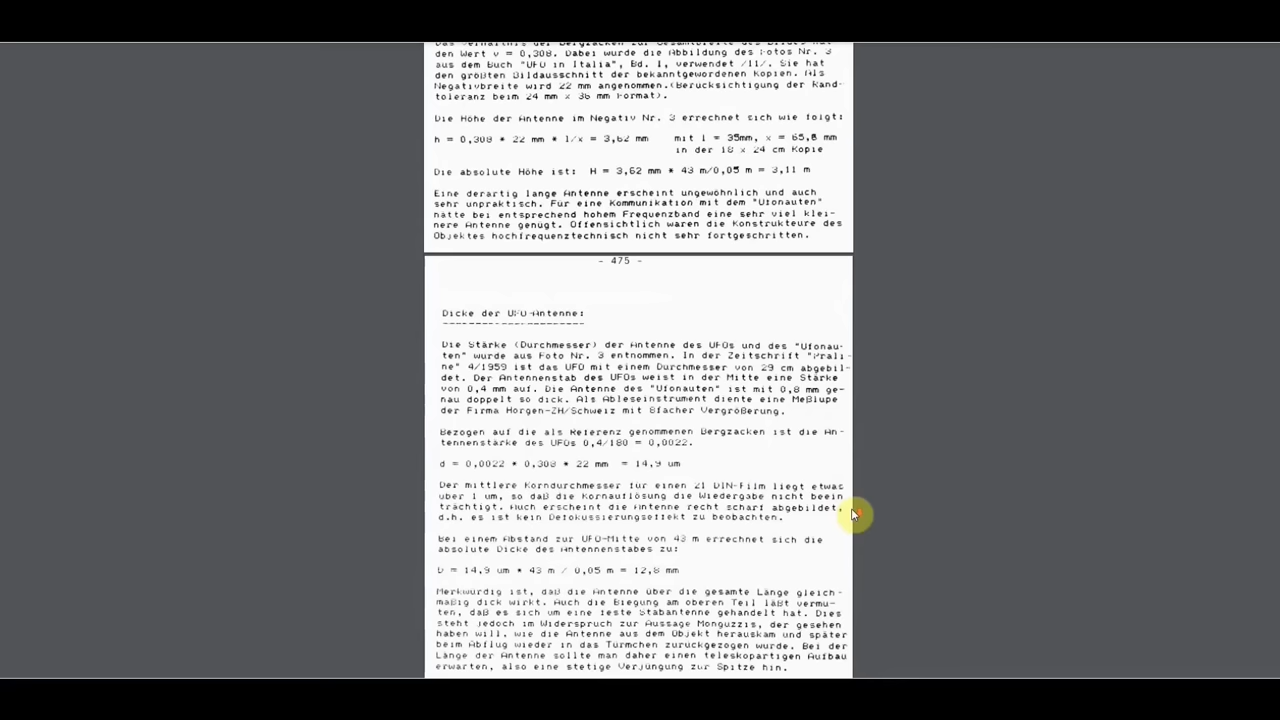 den Wert v = 0,308. Dabei wurde die Abbildung des Fotos Nr. 3
aus dem Buch "UFO in Italia", Bd. I, verwendet /11/. Sie hat
den größten Bildausschnitt der bekanntgewordenen Kopien. Als
Negativbreite wird 22 mm angenommen.(Berücksichtigung der Rand-
toleranz beim 24 mm x 36 mm Format).
Die Höhe der Antenne im Negativ Nr. 3 errechnet sich wie folgt:
h = 0,308 * 22 mm * l/x = 3,62 mm mit l = 35mm, x = 65,6 mm
in der 18 x 24 cm Kopie
Die absolute Höhe ist: H = 3,62 mm * 43 m/0,05 m = 3,11 m
Eine derartig lange Antenne erscheint ungewöhnlich und auch
sehr unpraktisch. Für eine Kommunikation mit dem "Ufonauten"
hätte bei entsprechend hohem Frequenzband eine sehr viel klei-
nere Antenne genügt. Offensichtlich waren die Konstrukteure des
Objektes hochfrequenztechnisch nicht sehr fortgeschritten.
- 475 -
Dicke der UFO-Antenne:
Die Stärke (Durchmesser) der Antenne des UFOs und des "Ufonau-
ten" wurde aus Foto Nr. 3 entnommen. In der Zeitschrift "Prali-
ne" 4/1959 ist das UFO mit einem Durchmesser von 29 cm abgebil-
det. Der Antennenstab des UFOs weist in der Mitte eine Stärke
von 0,4 mm auf. Die Antenne des "Ufonauten" ist mit 0,8 mm ge-
nau doppelt so dick. Als Ableseinstrument diente eine Meßlupe
der Firma Horgen-ZH/Schweiz mit 8facher Vergrößerung.
Bezogen auf die als Referenz genommenen Bergzacken ist die An-
tennenstärke des UFOs 0,4/180 = 0,0022.
d = 0,0022 * 0,308 * 22 mm = 14,9 um
Der mittlere Korndurchmesser für einen 21 DIN-Film liegt etwas
über 1 um, so daß die Kornauflösung die Wiedergabe nicht beein
trächtigt. Auch erscheint die Antenne recht scharf abgebildet,
d.h. es ist kein Defokussierungseffekt zu beobachten.
Bei einem Abstand zur UFO-Mitte von 43 m errechnet sich die
absolute Dicke des Antennenstabes zu:
D = 14,9 um * 43 m / 0,05 m = 12,8 mm
Merkwürdig ist, daß die Antenne über die gesamte Länge gleich-
mäßig dick wirkt. Auch die Biegung am oberen Teil läßt vermu-
ten, daß es sich um eine feste Stabantenne gehandelt hat. Dies
steht jedoch im Widerspruch zur Aussage Monguzzis, der gesehen
haben will, wie die Antenne aus dem Objekt herauskam und später
beim Abflug wieder in das Türmchen zurückgezogen wurde. Bei der
Länge der Antenne sollte man daher einen teleskopartigen Aufbau
erwarten, also eine stetige Verjüngung zur Spitze hin.